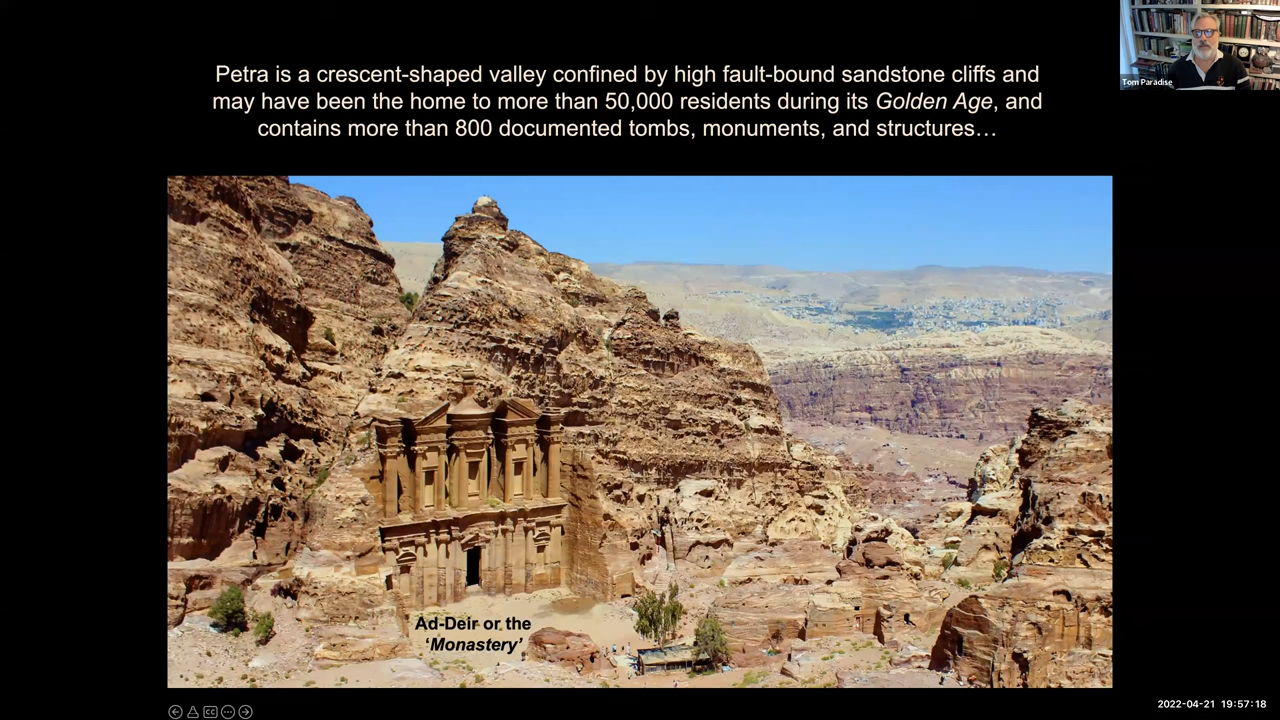 Petra is a crescent-shaped valley confined by high fault-bound sandstone cliffs and
may have been the home to more than 50,000 residents during its Golden Age, and
contains more than 800 documented tombs, monuments, and structures…
Tom Paradise
Ad-Deir or the
‘Monastery’
CC
2022-04-21 19:57:18